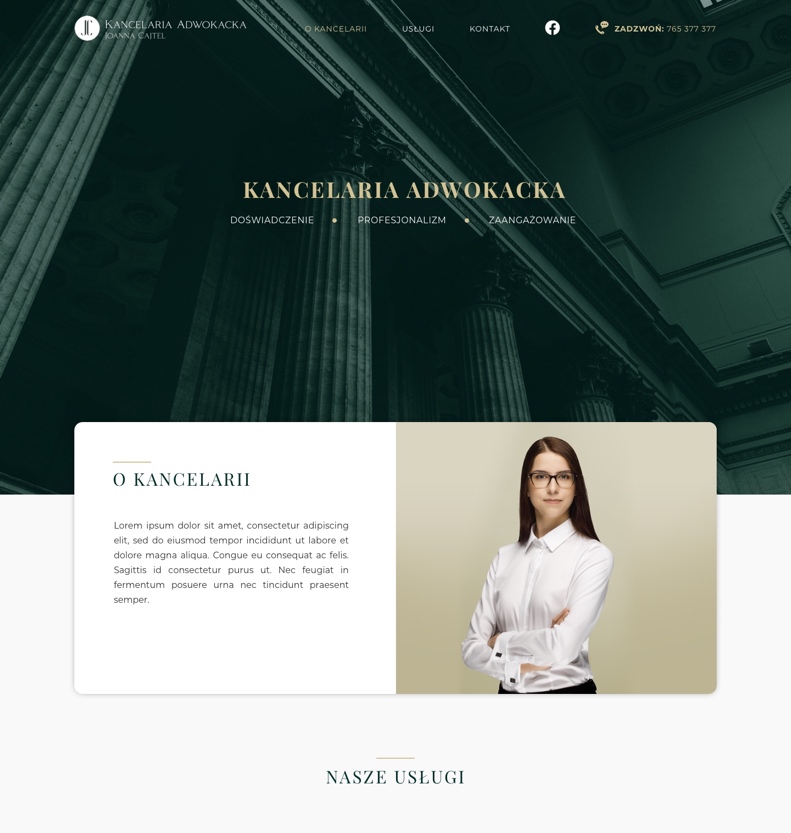 JC
KANCELARIA ADWOKACKA
JOANNA CAJTEL
O KANCELARII
USŁUGI
KONTAKT
ZADZWOŃ: 765 377 377
KANCELARIA ADWOKACKA
DOŚWIADCZENIE
PROFESJONALIZM
ZAANGAŻOWANIE
O KANCELARII
Lorem ipsum dolor sit amet, consectetur adipiscing
elit, sed do eiusmod tempor incididunt ut labore et
dolore magna aliqua. Congue eu consequat ac felis.
Sagittis id consectetur purus ut. Nec feugiat in
fermentum posuere urna nec tincidunt praesent
semper.
NASZE USŁUGI